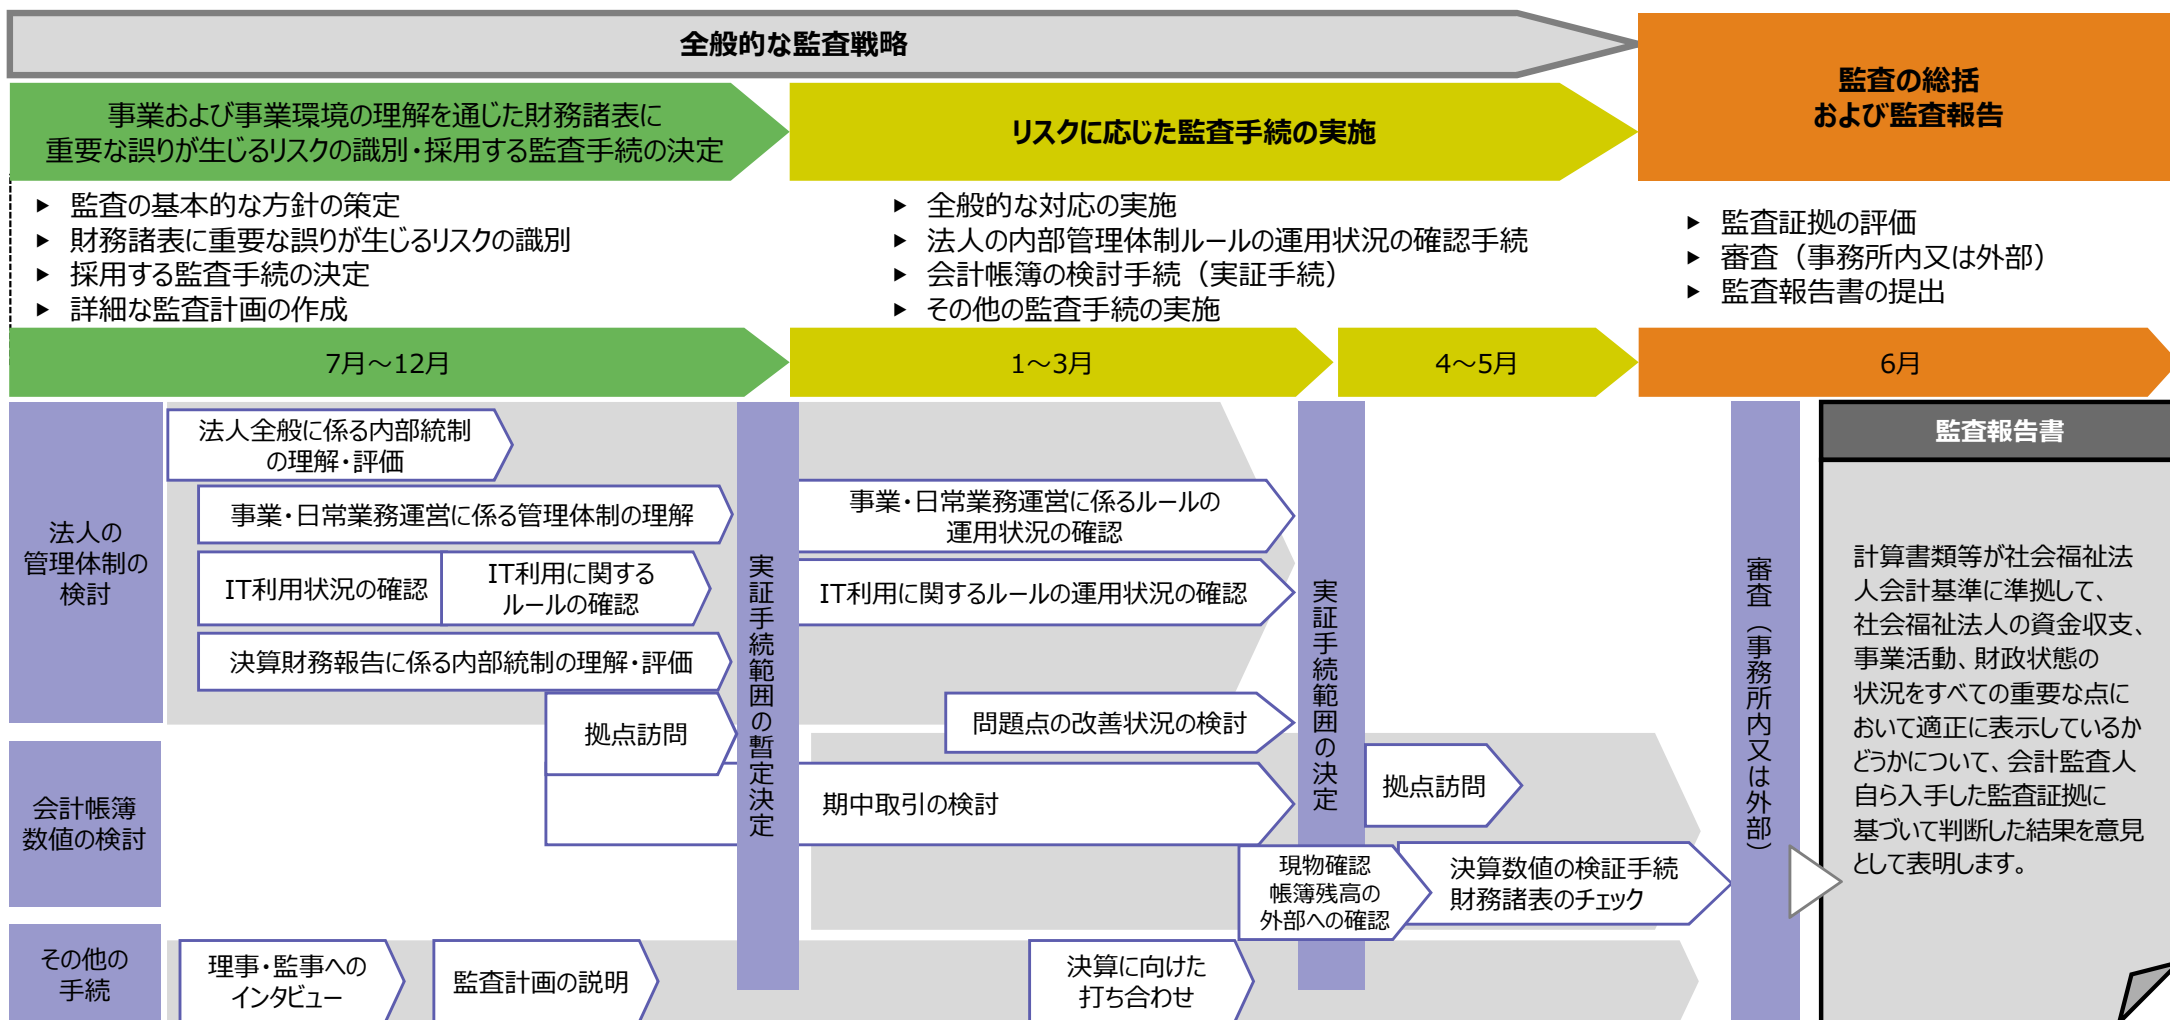 全般的な監査戦略
監査の総括
および監査報告
事業および事業環境の理解を通じた財務諸表に
重要な誤りが生じるリスクの識別・採用する監査手続の決定
リスクに応じた監査手続の実施
▶ 監査の基本的な方針の策定
▶ 財務諸表に重要な誤りが生じるリスクの識別
▶ 採用する監査手続の決定
▶ 詳細な監査計画の作成
▶ 全般的な対応の実施
▶ 法人の内部管理体制ルールの運用状況の確認手続
▶ 会計帳簿の検討手続（実証手続）
▶ その他の監査手続の実施
▶ 監査証拠の評価
▶ 審査（事務所内又は外部）
▶ 監査報告書の提出
7月～12月
1～3月
4～5月
6月
法人の
管理体制の
検討
法人全般に係る内部統制
の理解・評価
事業・日常業務運営に係る管理体制の理解
IT利用状況の確認
IT利用に関する
ルールの確認
決算財務報告に係る内部統制の理解・評価
拠点訪問
実証手続範囲の暫定決定
事業・日常業務運営に係るルールの
運用状況の確認
IT利用に関するルールの運用状況の確認
問題点の改善状況の検討
実証手続範囲の決定
会計帳簿
数値の検討
期中取引の検討
拠点訪問
現物確認
帳簿残高の
外部への確認
決算数値の検証手続
財務諸表のチェック
その他の
手続
理事・監事への
インタビュー
監査計画の説明
決算に向けた
打ち合わせ
審査（事務所内又は外部）
監査報告書
計算書類等が社会福祉法
人会計基準に準拠して、
社会福祉法人の資金収支、
事業活動、財政状態の
状況をすべての重要な点に
おいて適正に表示しているか
どうかについて、会計監査人
自ら入手した監査証拠に
基づいて判断した結果を意見
として表明します。